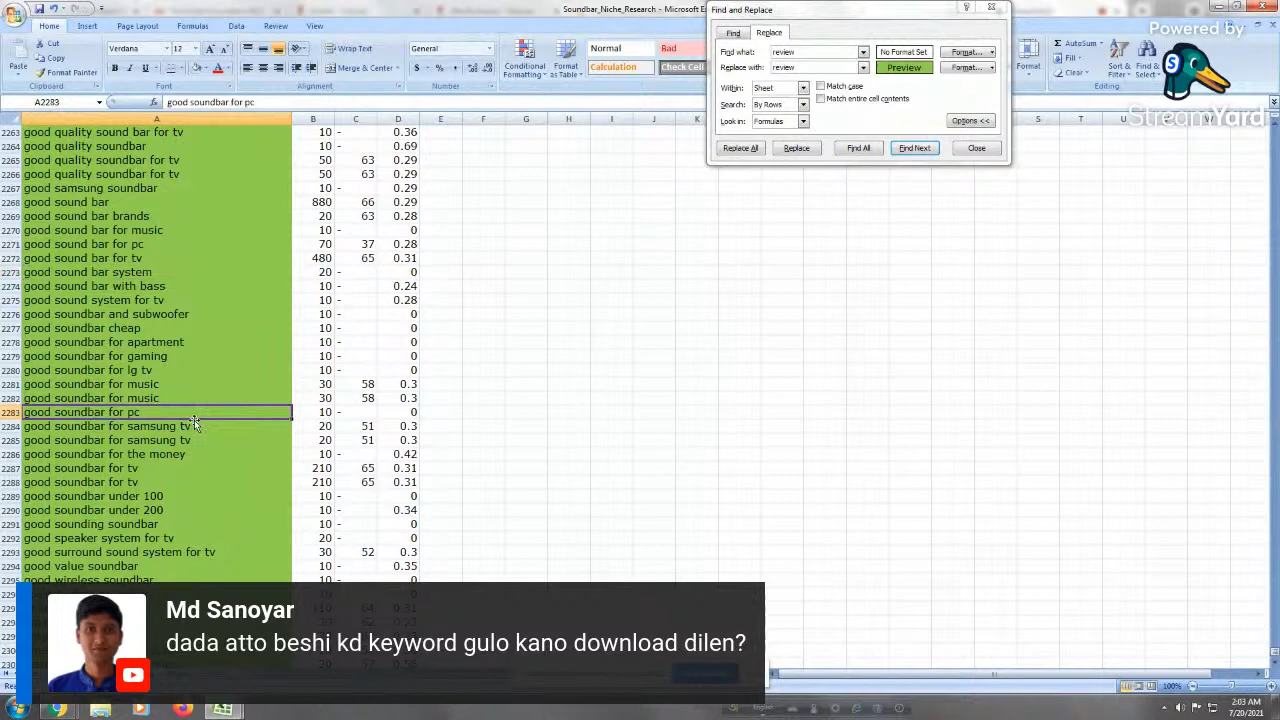 Soundbar_Niche_Research - Microsoft E
Home
Insert
Page Layout
Formulas
Cut
Copy
Format Painter
Clipboard
Verdana
12
Font
Wrap
Merge
Alignment
General
Number
Conditional Formatting
Format as Table
Normal
Bad
Calculation
Check Cell
Format
AutoSum
Fill
Clear
Sort & Filter
Find & Select
Editing
Find and Replace
Find
Replace
Find what:
review
No Format Set
Format...
Replace with:
review
Preview
Format...
Within:
Sheet
Match case
Search:
By Rows
Match entire cell contents
Look in:
Formulas
Options <<
Replace All
Replace
Find All
Find Next
Close
Powered by
StreamYard
A2283
good soundbar for pc
A B C D E F G H I J K S T U V
2263 good quality sound bar for tv 10 - 0.36
2264 good quality soundbar 10 - 0.69
2265 good quality soundbar for tv 50 63 0.29
2266 good quality soundbar for tv 50 63 0.29
2267 good samsung soundbar 10 - 0.29
2268 good sound bar 880 66 0.29
2269 good sound bar brands 20 63 0.28
2270 good sound bar for music 10 - 0
2271 good sound bar for pc 70 37 0.28
2272 good sound bar for tv 480 65 0.31
2273 good sound bar system 20 - 0
2274 good sound bar with bass 10 - 0.24
2275 good sound system for tv 10 - 0.28
2276 good soundbar and subwoofer 10 - 0
2277 good soundbar cheap 10 - 0
2278 good soundbar for apartment 10 - 0
2279 good soundbar for gaming 10 - 0
2280 good soundbar for lg tv 10 - 0
2281 good soundbar for music 30 58 0.3
2282 good soundbar for music 30 58 0.3
2283 good soundbar for pc 10 - 0
2284 good soundbar for samsung tv 20 51 0.3
2285 good soundbar for samsung tv 20 51 0.3
2286 good soundbar for the money 10 - 0.42
2287 good soundbar for tv 210 65 0.31
2288 good soundbar for tv 210 65 0.31
2289 good soundbar under 100 10 - 0
2290 good soundbar under 200 10 - 0.34
2291 good sounding soundbar 10 - 0
2292 good speaker system for tv 20 - 0
2293 good surround sound system for tv 30 52 0.3
2294 good value soundbar 10 - 0.35
2295 good wireless soundbar 10 - 0
Md Sanoyar
dada atto beshi kd keyword gulo kano download dilen?
100%
English
2:03 AM
7/20/2021